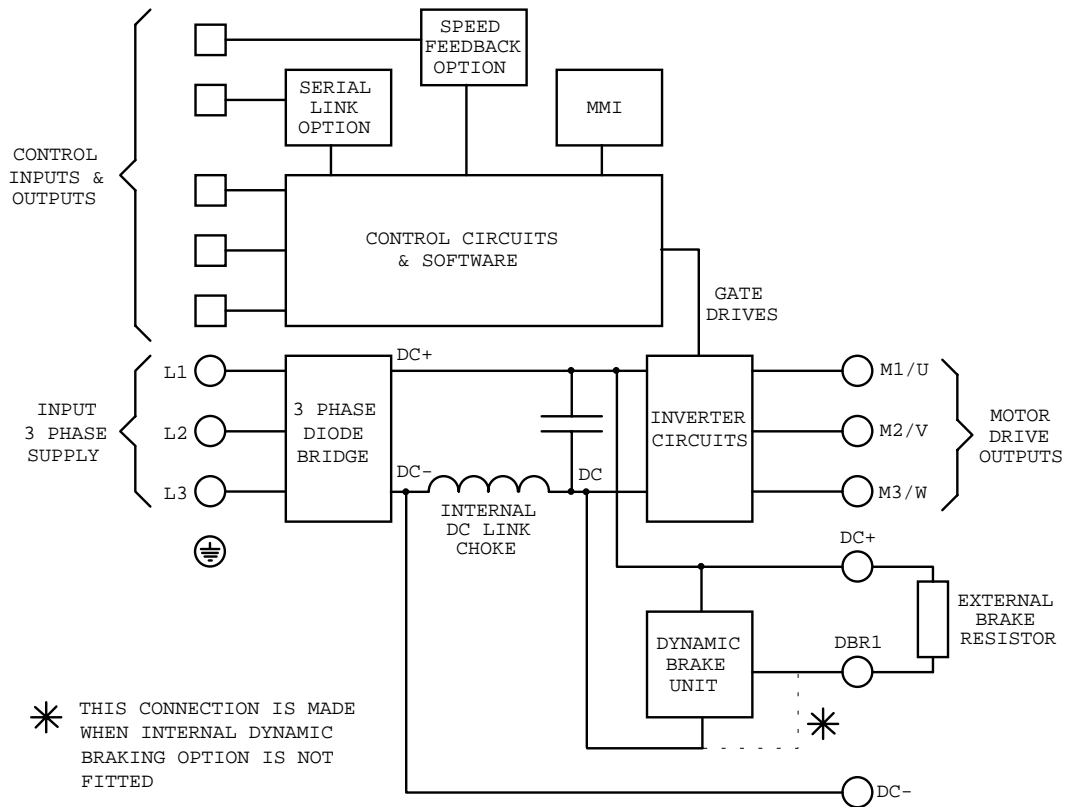 SPEED
FEEDBACK
OPTION
SERIAL
LINK
OPTION
MMI
CONTROL
INPUTS &
OUTPUTS
CONTROL CIRCUITS
& SOFTWARE
GATE
DRIVES
INPUT
3 PHASE
SUPPLY
L1
L2
L3
3 PHASE
DIODE
BRIDGE
DC+
DC-
INTERNAL
DC LINK
CHOKE
DC
INVERTER
CIRCUITS
M1/U
M2/V
M3/W
MOTOR
DRIVE
OUTPUTS
DC+
EXTERNAL
BRAKE
RESISTOR
DYNAMIC
BRAKE
UNIT
DBR1
THIS CONNECTION IS MADE
WHEN INTERNAL DYNAMIC
BRAKING OPTION IS NOT
FITTED
DC-